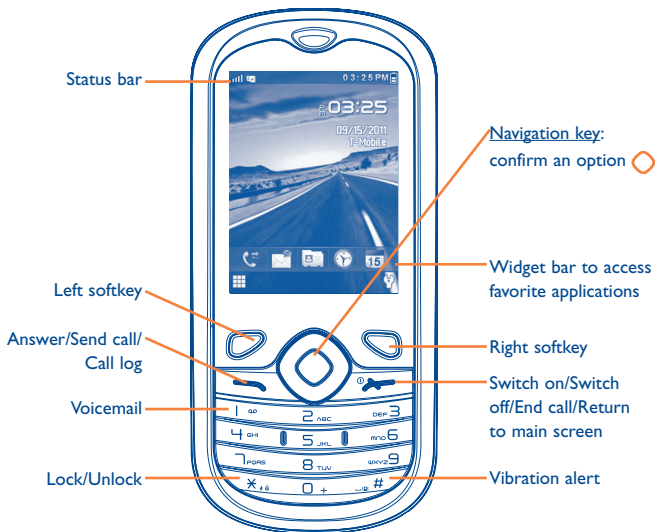 Status bar
03:25PM
PM 03:25
09/15/2011
T-Mobile
15
Navigation key:
confirm an option
Widget bar to access
favorite applications
Left softkey
Right softkey
Answer/Send call/
Call log
Switch on/Switch
off/End call/Return
to main screen
Voicemail
1
2 ABC
DEF 3
4 GHI
5 JKL
MNO 6
7 PQRS
8 TUV
WXYZ 9
Lock/Unlock
*
0 +
#
Vibration alert